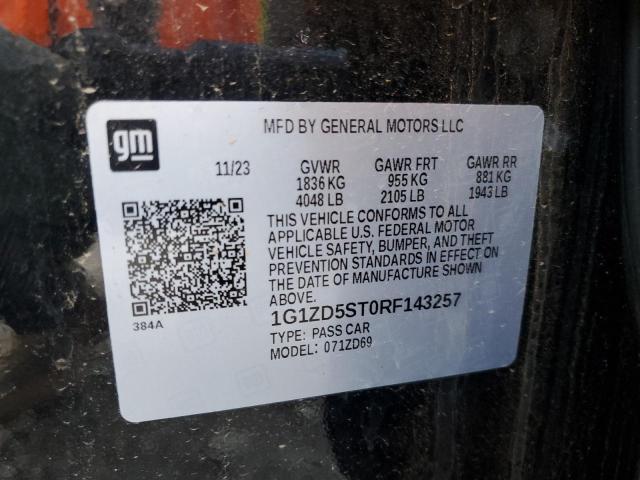 gm
MFD BY GENERAL MOTORS LLC
11/23 GVWR GAWR FRT GAWR RR
1836 KG 955 KG 881 KG
4048 LB 2105 LB 1943 LB
THIS VEHICLE CONFORMS TO ALL
APPLICABLE U.S. FEDERAL MOTOR
VEHICLE SAFETY, BUMPER, AND THEFT
PREVENTION STANDARDS IN EFFECT ON
THE DATE OF MANUFACTURE SHOWN
ABOVE.
384A
1G1ZD5ST0RF143257
TYPE: PASS CAR
MODEL: 071ZD69